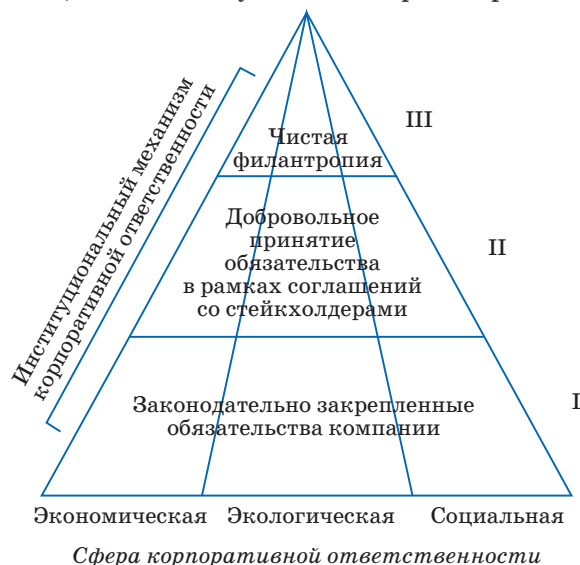 Институциональный механизм
корпоративной ответственности
III
Чистая
филантропия
Добровольное
принятие
обязательства
в рамках соглашений
со стейкхолдерами
II
Законодательно закрепленные
обязательства компании
I
Экономическая Экологическая Социальная
Сфера корпоративной ответственности